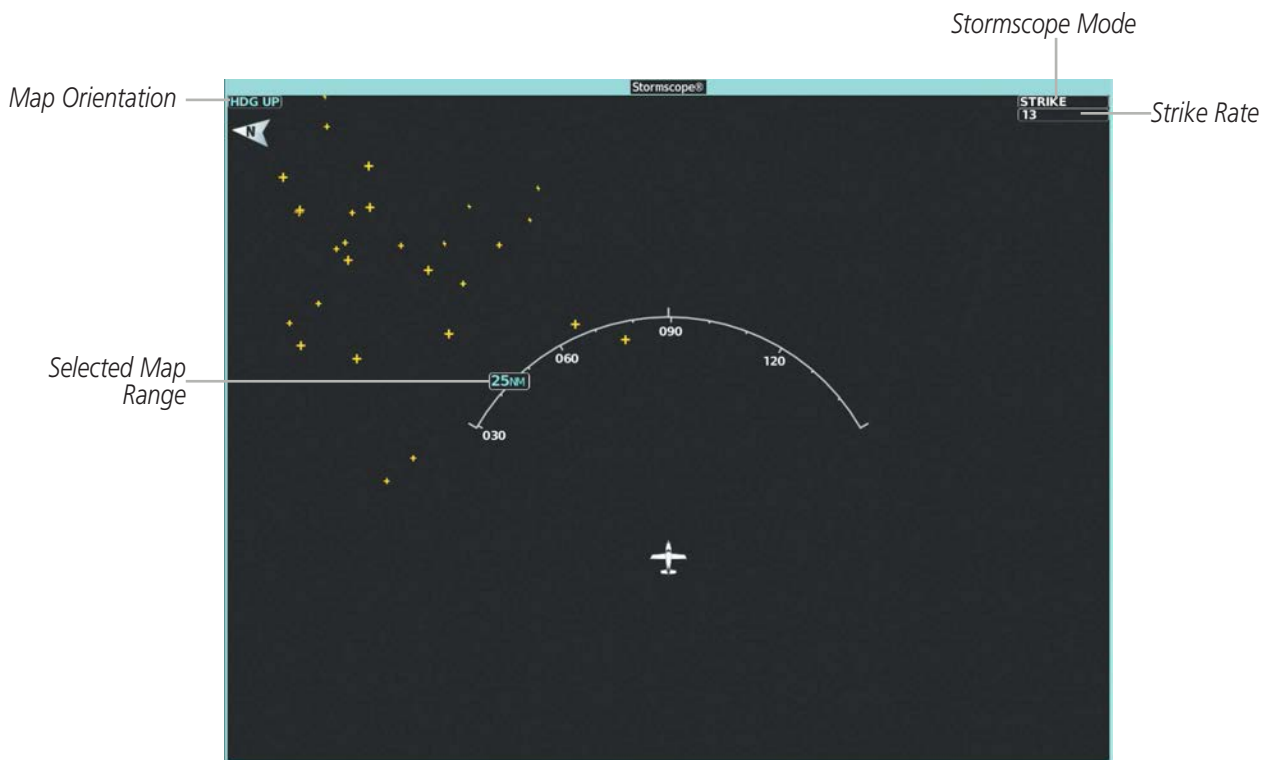 Stormscope Mode
Stormscope®
Map Orientation
HDG UP
STRIKE
N
13
Strike Rate
090
060
120
Selected Map
Range
25NM
030